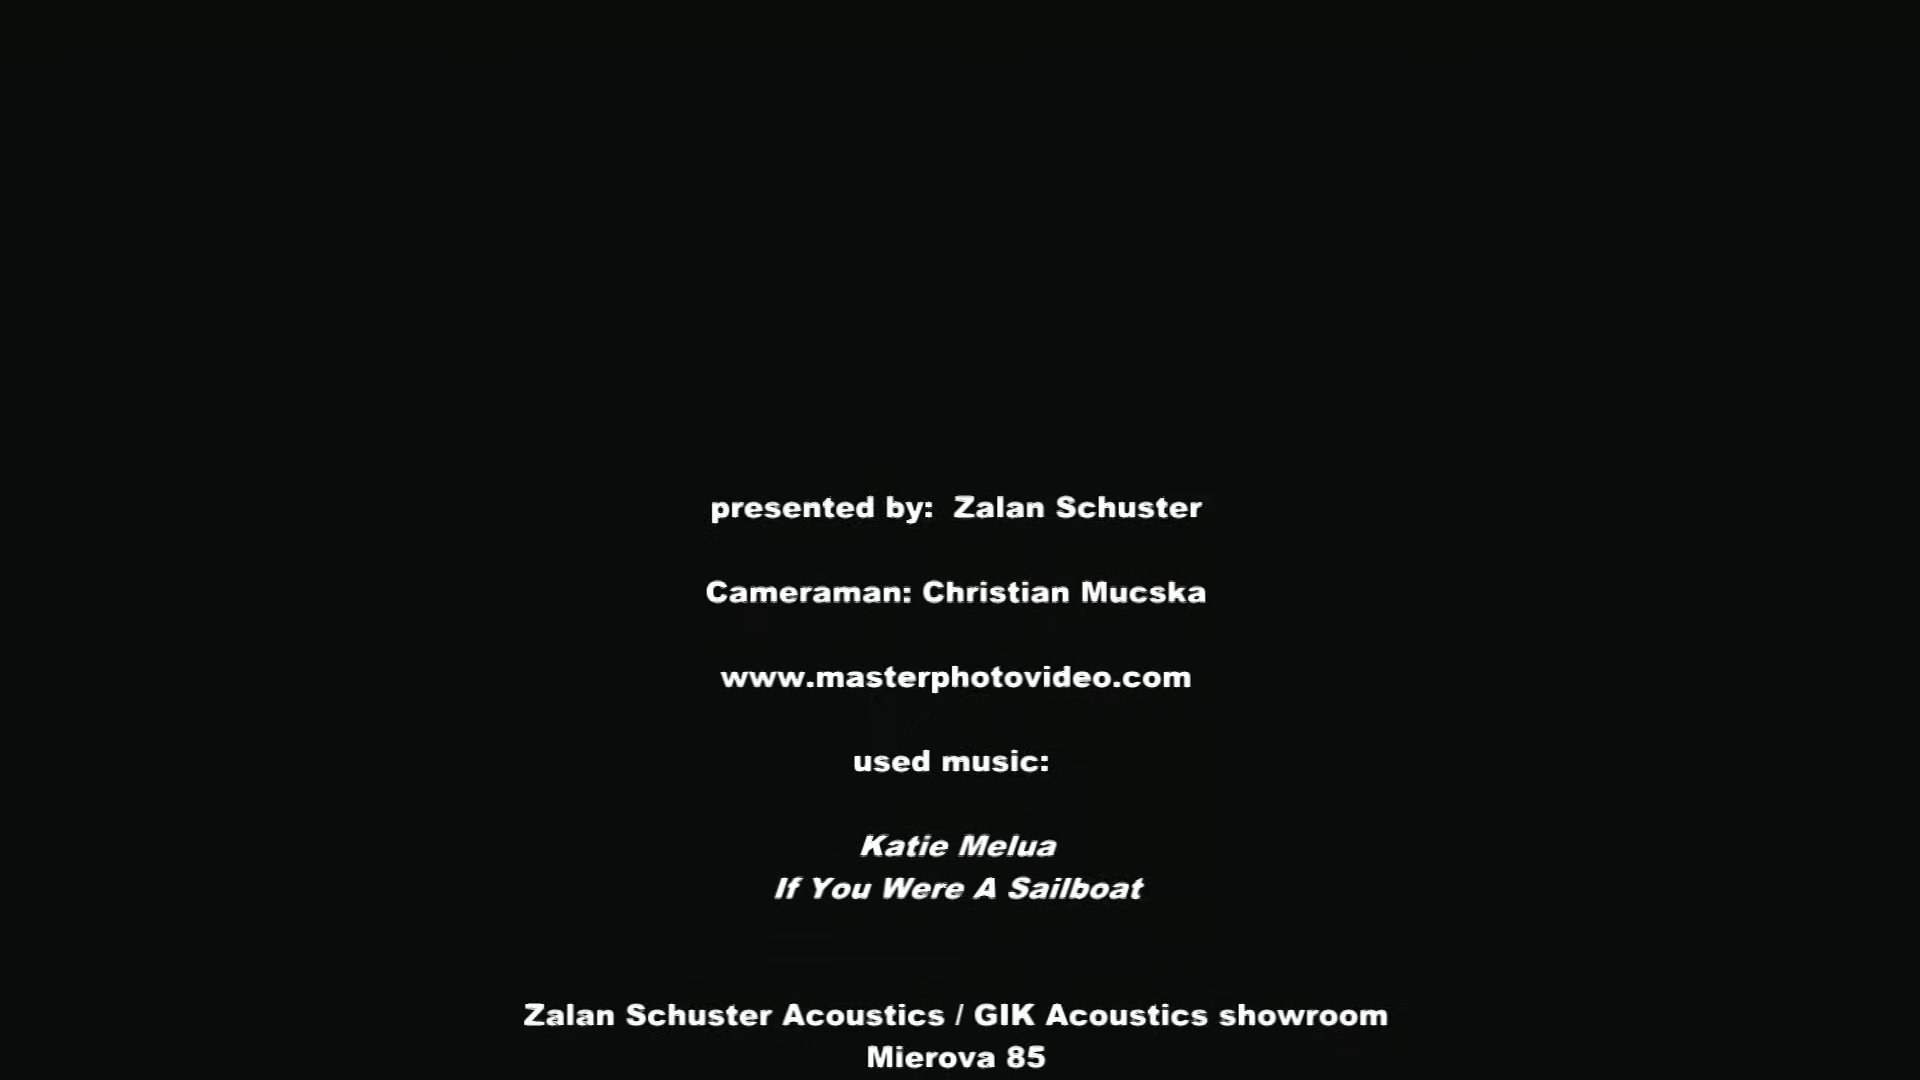 presented by:  Zalan Schuster
Cameraman: Christian Mucska
www.masterphotovideo.com
used music:
Katie Melua
If You Were A Sailboat
Zalan Schuster Acoustics / GIK Acoustics showroom
Mierova 85